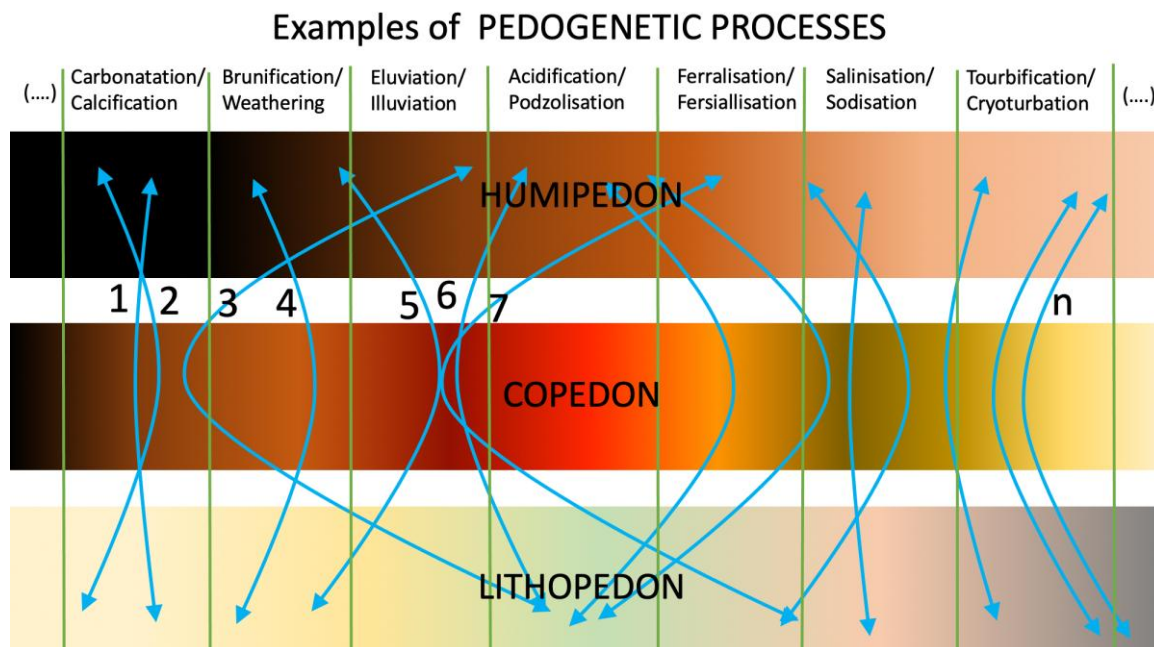 Examples of PEDOGENETIC PROCESSES
(....)
Carbonatation/
Calcification
Brunification/
Weathering
Eluviation/
Illuviation
Acidification/
Podzolisation
Ferralisation/
Fersiallisation
Salinisation/
Sodisation
Tourbification/
Cryoturbation
(....)
HUMIPEDON
1 2 3 4 5 6 7 n
COPEDON
LITHOPEDON